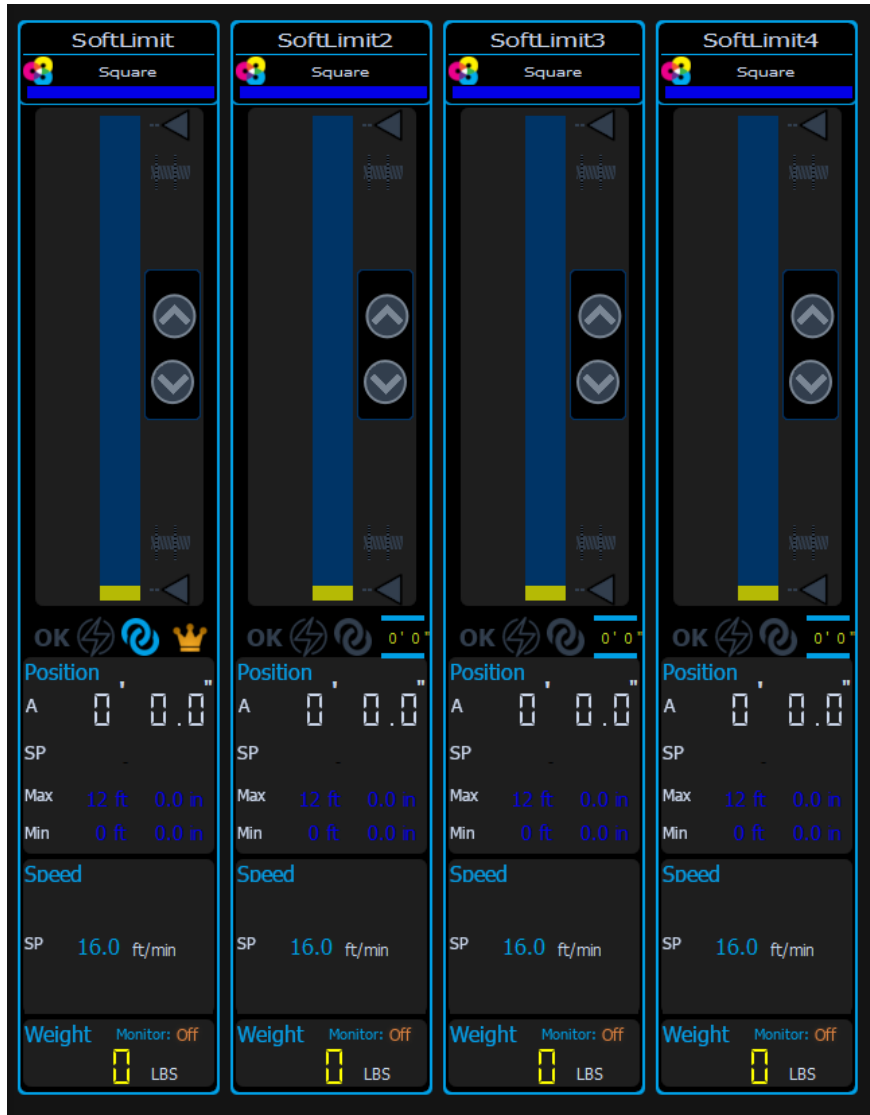 SoftLimit
Square
OK
Position
A 0' 0.0"
SP -
Max 12 ft 0.0 in
Min 0 ft 0.0 in
Speed
SP 16.0 ft/min
Weight Monitor: Off
0 LBS
SoftLimit2
Square
OK 0' 0"
Position
A 0' 0.0"
SP -
Max 12 ft 0.0 in
Min 0 ft 0.0 in
Speed
SP 16.0 ft/min
Weight Monitor: Off
0 LBS
SoftLimit3
Square
OK 0' 0"
Position
A 0' 0.0"
SP -
Max 12 ft 0.0 in
Min 0 ft 0.0 in
Speed
SP 16.0 ft/min
Weight Monitor: Off
0 LBS
SoftLimit4
Square
OK 0' 0"
Position
A 0' 0.0"
SP -
Max 12 ft 0.0 in
Min 0 ft 0.0 in
Speed
SP 16.0 ft/min
Weight Monitor: Off
0 LBS